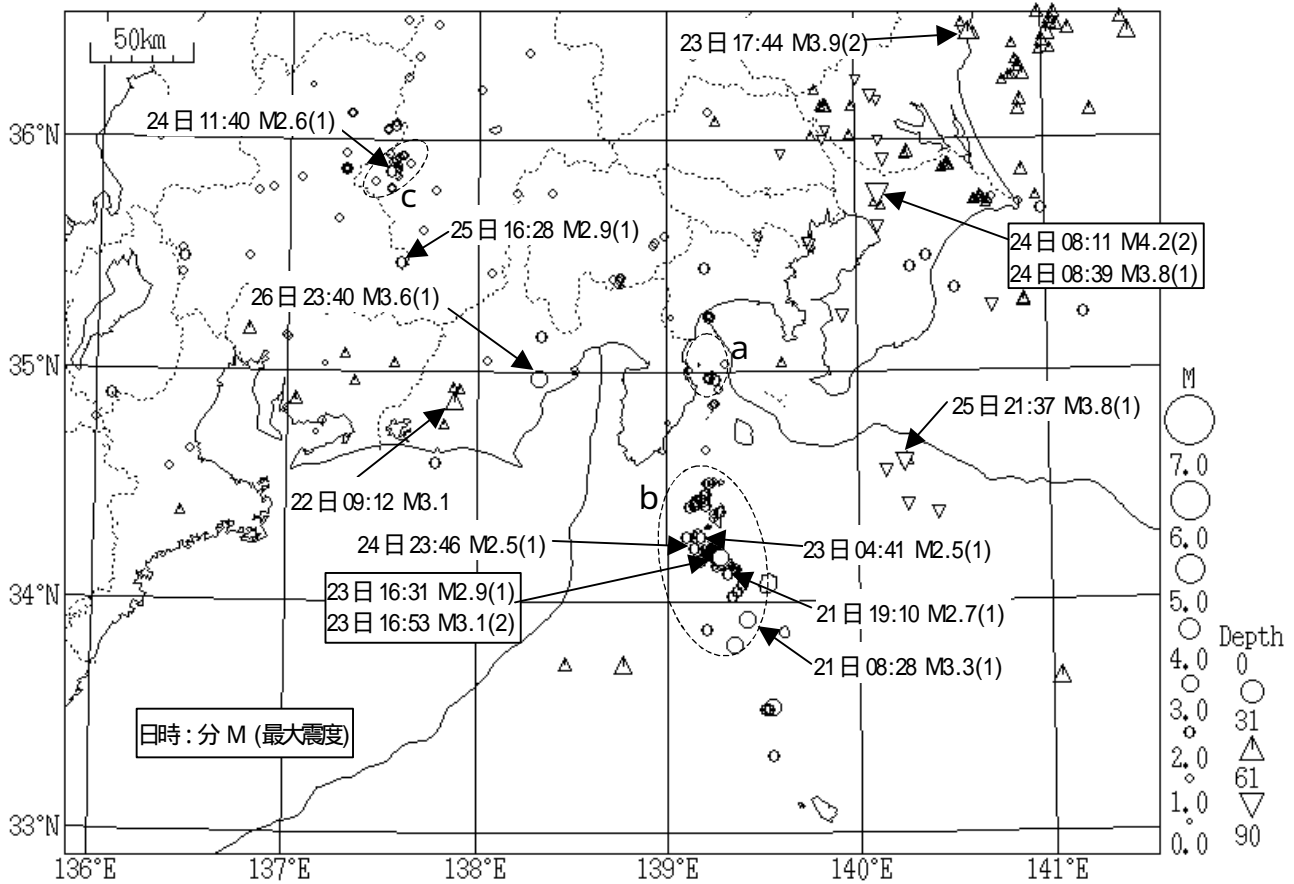 50km
23日17:44 M3.9(2)
24日11:40 M2.6(1)
36°N
c
25日16:28 M2.9(1)
24日08:11 M4.2(2)
24日08:39 M3.8(1)
26日23:40 M3.6(1)
a
35°N
M
25日21:37 M3.8(1)
7.0
22日09:12 M3.1
b
6.0
24日23:46 M2.5(1)
23日04:41 M2.5(1)
23日16:31 M2.9(1)
23日16:53 M3.1(2)
34°N
21日19:10 M2.7(1)
5.0
Depth
4.0
0
21日08:28 M3.3(1)
3.0
31
日時:分 M (最大震度)
2.0
61
1.0
33°N
0.0
90
136°E
137°E
138°E
139°E
140°E
141°E